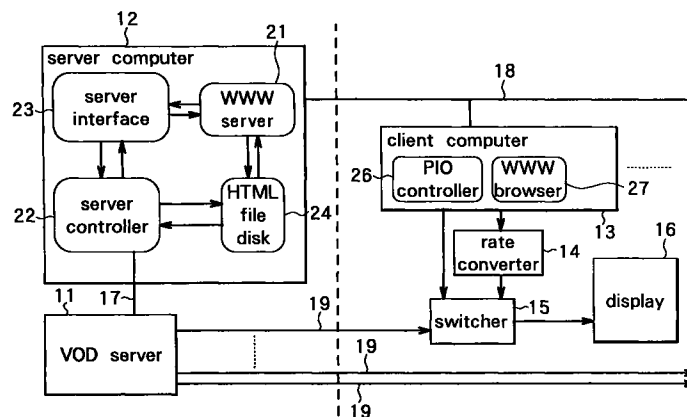 12
server computer
21
23
server
interface
WWW
server
18
client computer
26
PIO
controller
WWW
browser
27
22
server
controller
HTML
file
disk
24
13
rate
converter
14
16
display
17
11
VOD server
19
switcher
15
19
19